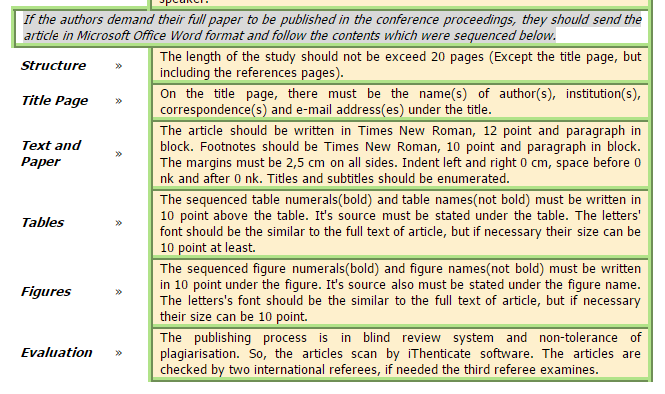 speaker.
If the authors demand their full paper to be published in the conference proceedings, they should send the
article in Microsoft Office Word format and follow the contents which were sequenced below.
Structure » The length of the study should not be exceed 20 pages (Except the title page, but
including the references pages).
Title Page » On the title page, there must be the name(s) of author(s), institution(s),
correspondence(s) and e-mail address(es) under the title.
Text and Paper » The article should be written in Times New Roman, 12 point and paragraph in
block. Footnotes should be Times New Roman, 10 point and paragraph in block.
The margins must be 2,5 cm on all sides. Indent left and right 0 cm, space before 0
nk and after 0 nk. Titles and subtitles should be enumerated.
Tables » The sequenced table numerals(bold) and table names(not bold) must be written in
10 point above the table. It's source must be stated under the table. The letters'
font should be the similar to the full text of article, but if necessary their size can be
10 point at least.
Figures » The sequenced figure numerals(bold) and figure names(not bold) must be written
in 10 point under the figure. It's source also must be stated under the figure name.
The letters's font should be the similar to the full text of article, but if necessary
their size can be 10 point.
Evaluation » The publishing process is in blind review system and non-tolerance of
plagiarisation. So, the articles scan by iThenticate software. The articles are
checked by two international referees, if needed the third referee examines.